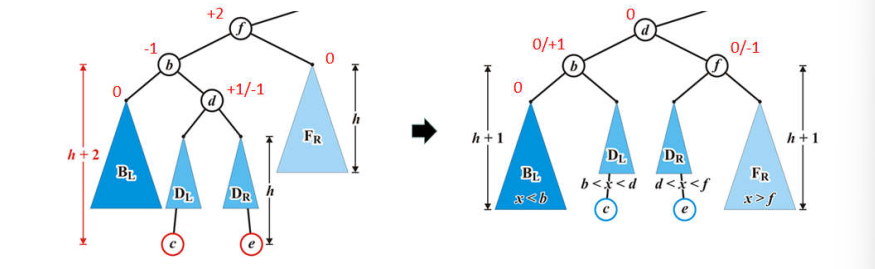 +2
f
-1
b
0
0
+1/-1
d
h
F_R
h + 2
B_L
D_L
D_R
h
c
e
0
d
0/+1
b
0/-1
f
0
h + 1
h + 1
D_L
D_R
B_L
F_R
b < x < d
d < x < f
x < b
x > f
c
e